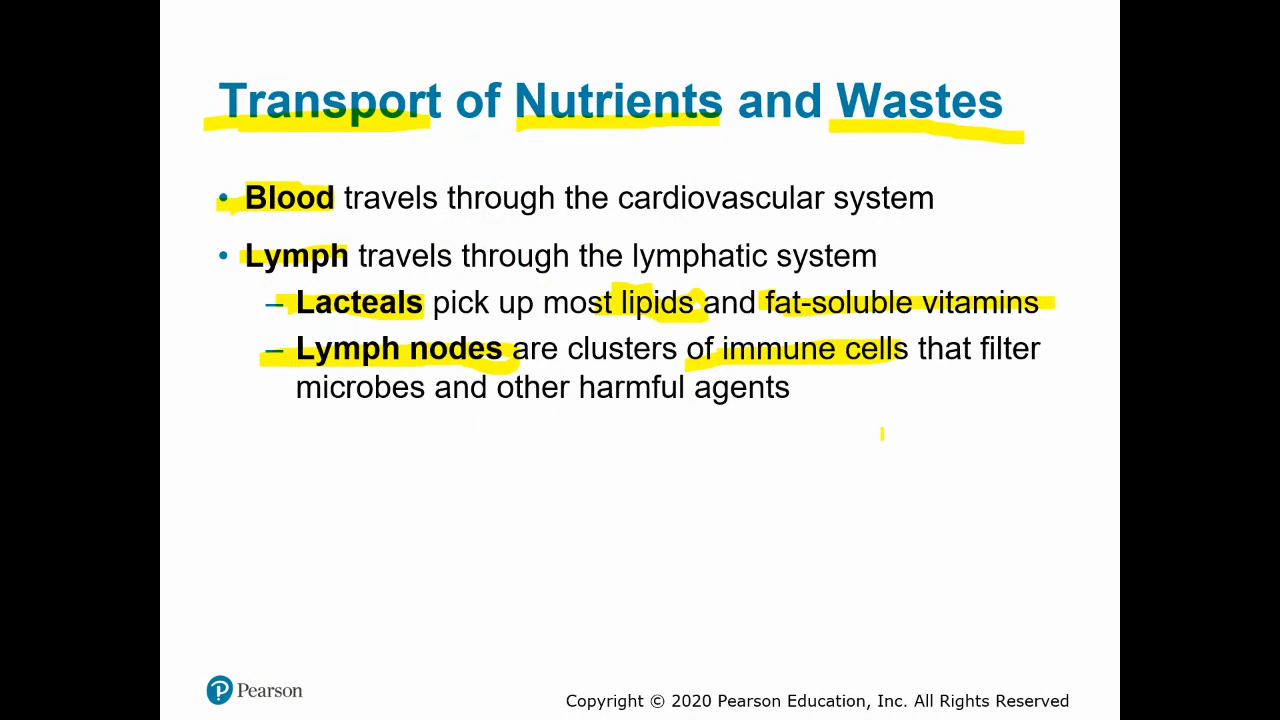 Transport of Nutrients and Wastes
• Blood travels through the cardiovascular system
• Lymph travels through the lymphatic system
– Lacteals pick up most lipids and fat-soluble vitamins
– Lymph nodes are clusters of immune cells that filter
microbes and other harmful agents
P Pearson
Copyright © 2020 Pearson Education, Inc. All Rights Reserved